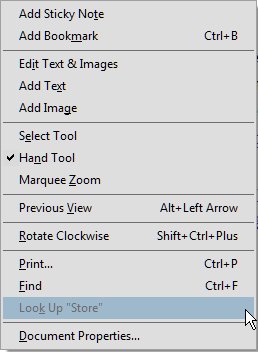 Add Sticky Note
Add Bookmark Ctrl+B
Edit Text & Images
Add Text
Add Image
Select Tool
Hand Tool
Marquee Zoom
Previous View Alt+Left Arrow
Rotate Clockwise Shift+Ctrl+Plus
Print... Ctrl+P
Find Ctrl+F
Look Up "Store"
Document Properties...